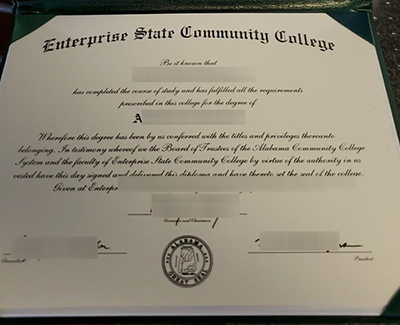 Enterprise State Community College
Be it known that
has completed the course of study and has fulfilled all the requirements
prescribed in this college for the degree of
A
Wherefore this degree has been by us conferred with the titles and privileges thereunto
belonging. In testimony whereof we the Board of Trustees of the Alabama Community College
System and the faculty of Enterprise State Community College by virtue of the authority in us
vested have this day signed and delivered this diploma and have thereto set the seal of the college.
Given at Enterpr
Chancellor
President
ALABAMA
GREAT SEAL